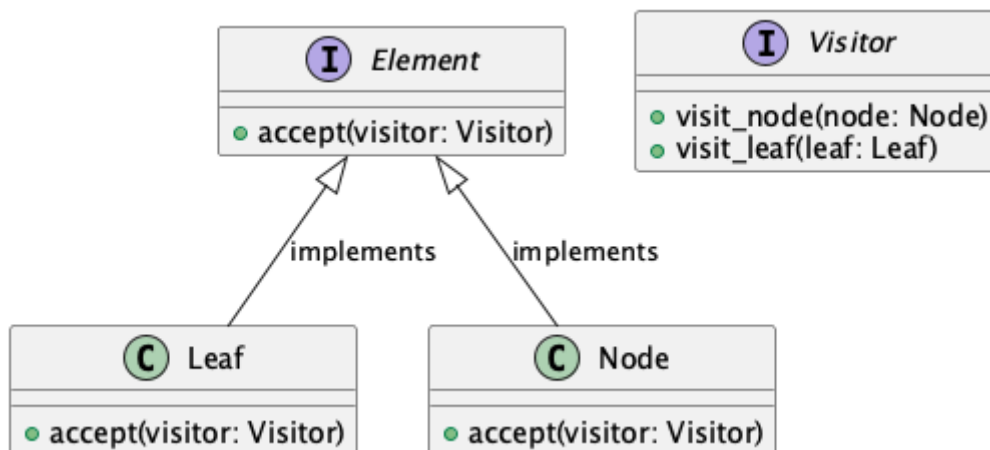 I Element
accept(visitor: Visitor)
I Visitor
visit_node(node: Node)
visit_leaf(leaf: Leaf)
implements
implements
C Leaf
accept(visitor: Visitor)
C Node
accept(visitor: Visitor)